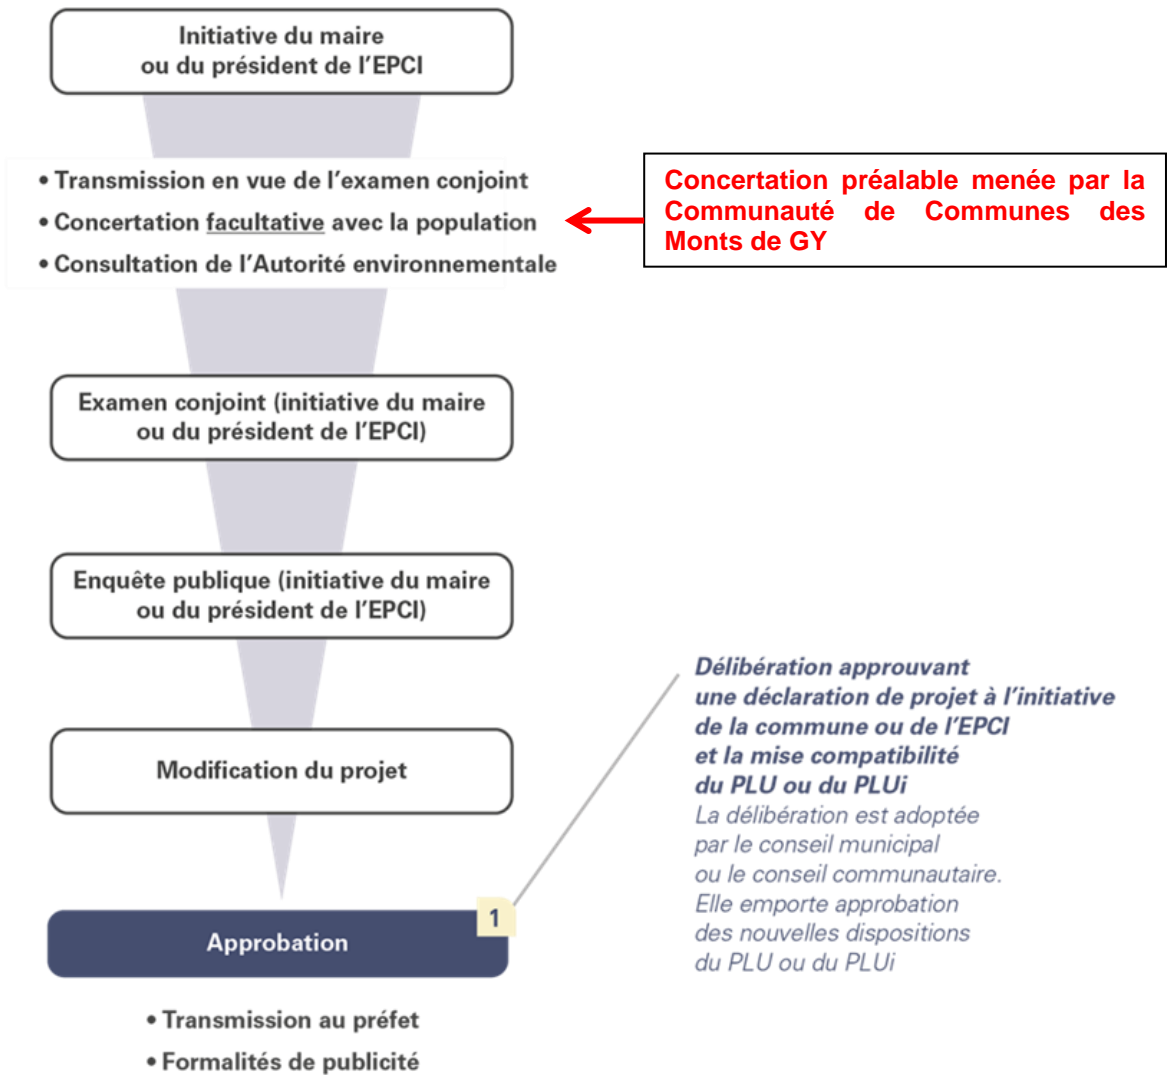 Initiative du maire
ou du président de l’EPCI
• Transmission en vue de l’examen conjoint
• Concertation facultative avec la population
• Consultation de l’Autorité environnementale
Concertation préalable menée par la
Communauté de Communes des
Monts de GY
Examen conjoint (initiative du maire
ou du président de l’EPCI)
Enquête publique (initiative du maire
ou du président de l’EPCI)
Modification du projet
Délibération approuvant
une déclaration de projet à l’initiative
de la commune ou de l’EPCI
et la mise compatibilité
du PLU ou du PLUi
La délibération est adoptée
par le conseil municipal
ou le conseil communautaire.
Elle emporte approbation
des nouvelles dispositions
du PLU ou du PLUi
1
Approbation
• Transmission au préfet
• Formalités de publicité